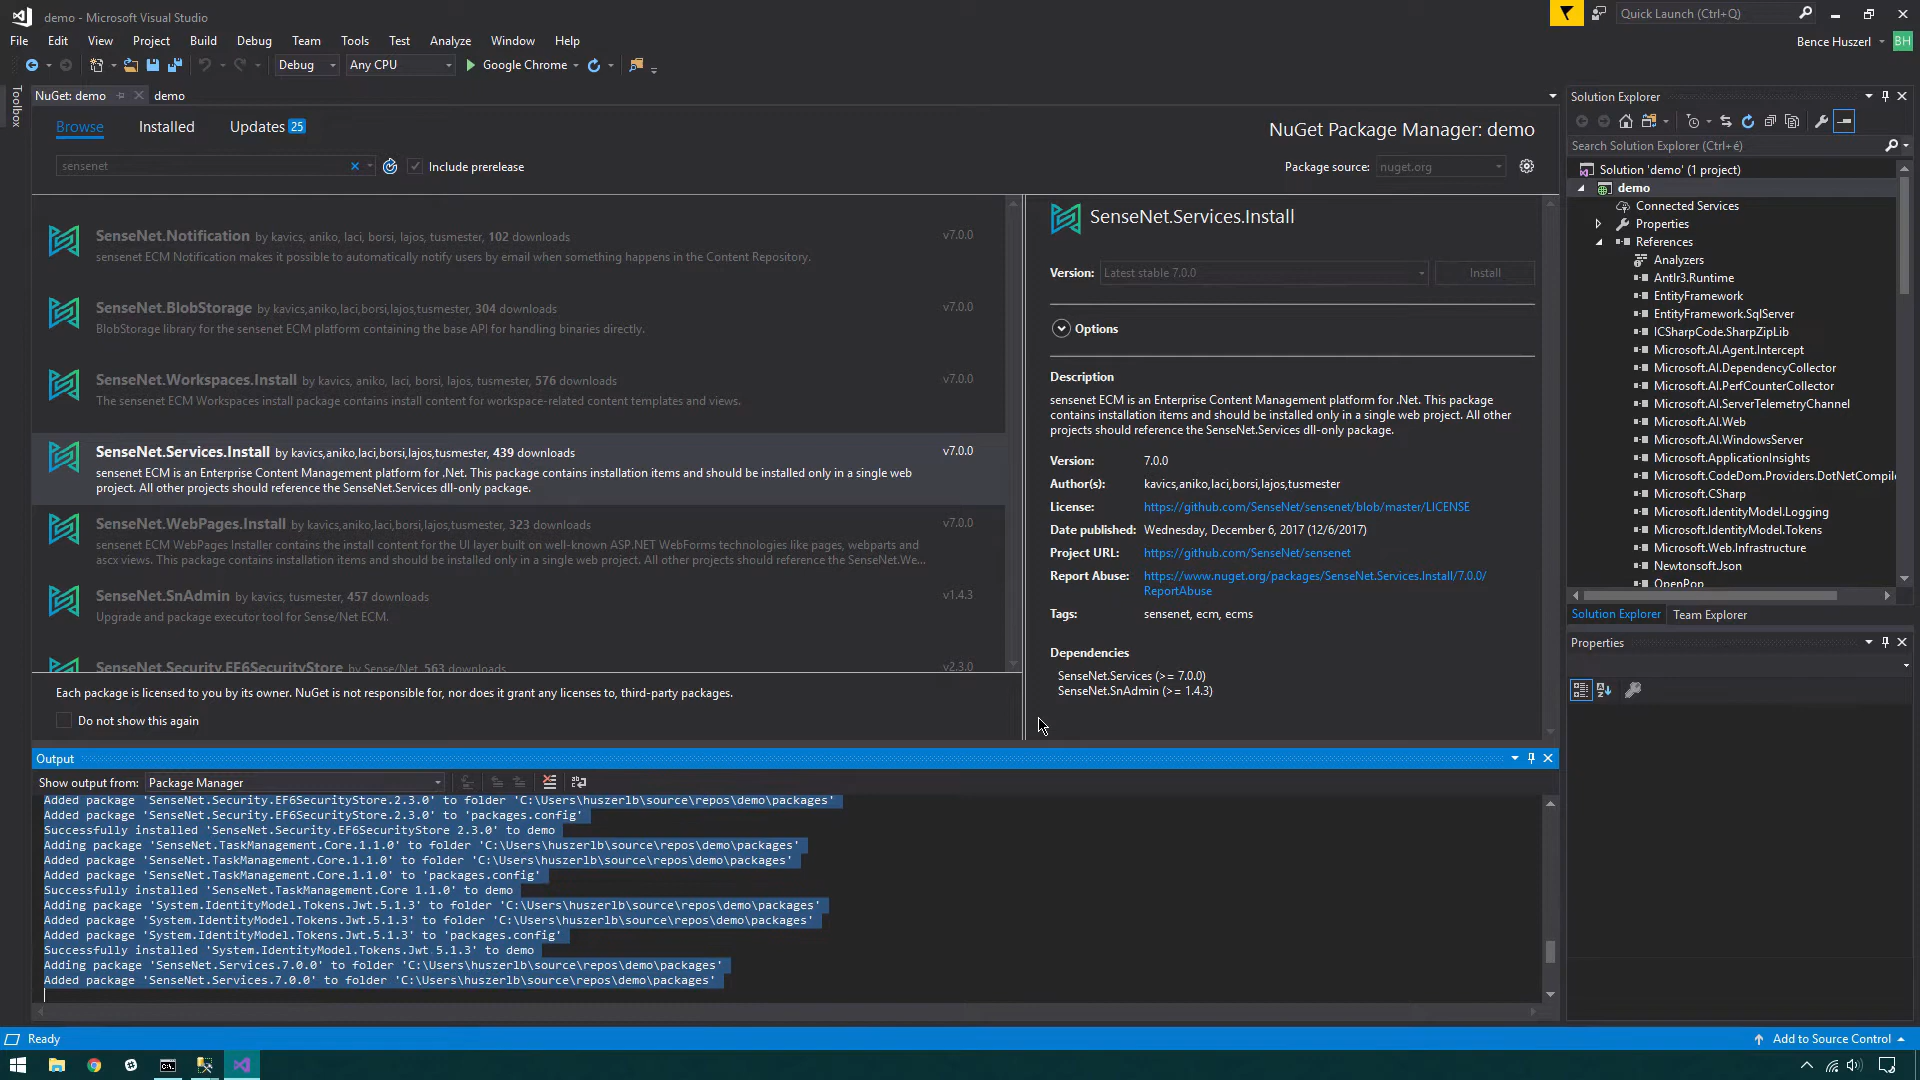 demo - Microsoft Visual Studio
Quick Launch (Ctrl+Q)
File Edit View Project Build Debug Team Tools Test Analyze Window Help
Bence Huszerl BH
Debug Any CPU Google Chrome
Toolbox
NuGet: demo demo
Browse Installed Updates 25
NuGet Package Manager: demo
sensenet Include prerelease
Package source: nuget.org
SenseNet.Notification by kavics, aniko, laci, borsi, lajos, tusmester, 102 downloads v7.0.0
sensenet ECM Notification makes it possible to automatically notify users by email when something happens in the Content Repository.
SenseNet.BlobStorage by kavics,aniko,laci,borsi,lajos,tusmester, 304 downloads v7.0.0
BlobStorage library for the sensenet ECM platform containing the base API for handling binaries directly.
SenseNet.Workspaces.Install by kavics, aniko, laci, borsi, lajos, tusmester, 576 downloads v7.0.0
The sensenet ECM Workspaces install package contains install content for workspace-related content templates and views.
SenseNet.Services.Install by kavics,aniko,laci,borsi,lajos,tusmester, 439 downloads v7.0.0
sensenet ECM is an Enterprise Content Management platform for .Net. This package contains installation items and should be installed only in a single web
project. All other projects should reference the SenseNet.Services dll-only package.
SenseNet.WebPages.Install by kavics,aniko,laci,borsi,lajos,tusmester, 323 downloads v7.0.0
sensenet ECM WebPages Installer contains the install content for the UI layer built on well-known ASP.NET WebForms technologies like pages, webparts and
ascx views. This package contains installation items and should be installed only in a single web project. All other projects should reference the SenseNet.We...
SenseNet.SnAdmin by kavics, tusmester, 457 downloads v1.4.3
Upgrade and package executor tool for Sense/Net ECM.
SenseNet.Security.EF6SecurityStore by Sense/Net, 563 downloads v2.3.0
Each package is licensed to you by its owner. NuGet is not responsible for, nor does it grant any licenses to, third-party packages.
Do not show this again
SenseNet.Services.Install
Version: Latest stable 7.0.0 Install
Options
Description
sensenet ECM is an Enterprise Content Management platform for .Net. This package
contains installation items and should be installed only in a single web project. All other
projects should reference the SenseNet.Services dll-only package.
Version: 7.0.0
Author(s): kavics,aniko,laci,borsi,lajos,tusmester
License: https://github.com/SenseNet/sensenet/blob/master/LICENSE
Date published: Wednesday, December 6, 2017 (12/6/2017)
Project URL: https://github.com/SenseNet/sensenet
Report Abuse: https://www.nuget.org/packages/SenseNet.Services.Install/7.0.0/
ReportAbuse
Tags: sensenet, ecm, ecms
Dependencies
SenseNet.Services (>= 7.0.0)
SenseNet.SnAdmin (>= 1.4.3)
Output
Show output from: Package Manager
Added package 'SenseNet.Security.EF6SecurityStore.2.3.0' to folder 'C:\Users\huszerlb\source\repos\demo\packages'
Added package 'SenseNet.Security.EF6SecurityStore.2.3.0' to 'packages.config'
Successfully installed 'SenseNet.Security.EF6SecurityStore 2.3.0' to demo
Adding package 'SenseNet.TaskManagement.Core.1.1.0' to folder 'C:\Users\huszerlb\source\repos\demo\packages'
Added package 'SenseNet.TaskManagement.Core.1.1.0' to folder 'C:\Users\huszerlb\source\repos\demo\packages'
Added package 'SenseNet.TaskManagement.Core.1.1.0' to 'packages.config'
Successfully installed 'SenseNet.TaskManagement.Core 1.1.0' to demo
Adding package 'System.IdentityModel.Tokens.Jwt.5.1.3' to folder 'C:\Users\huszerlb\source\repos\demo\packages'
Added package 'System.IdentityModel.Tokens.Jwt.5.1.3' to folder 'C:\Users\huszerlb\source\repos\demo\packages'
Added package 'System.IdentityModel.Tokens.Jwt.5.1.3' to 'packages.config'
Successfully installed 'System.IdentityModel.Tokens.Jwt 5.1.3' to demo
Adding package 'SenseNet.Services.7.0.0' to folder 'C:\Users\huszerlb\source\repos\demo\packages'
Added package 'SenseNet.Services.7.0.0' to folder 'C:\Users\huszerlb\source\repos\demo\packages'
Solution Explorer
Search Solution Explorer (Ctrl+é)
Solution 'demo' (1 project)
demo
Connected Services
Properties
References
Analyzers
Antlr3.Runtime
EntityFramework
EntityFramework.SqlServer
ICSharpCode.SharpZipLib
Microsoft.AI.Agent.Intercept
Microsoft.AI.DependencyCollector
Microsoft.AI.PerfCounterCollector
Microsoft.AI.ServerTelemetryChannel
Microsoft.AI.Web
Microsoft.AI.WindowsServer
Microsoft.ApplicationInsights
Microsoft.CodeDom.Providers.DotNetCompile
Microsoft.CSharp
Microsoft.IdentityModel.Logging
Microsoft.IdentityModel.Tokens
Microsoft.Web.Infrastructure
Newtonsoft.Json
OpenPop
Solution Explorer Team Explorer
Properties
Ready
Add to Source Control